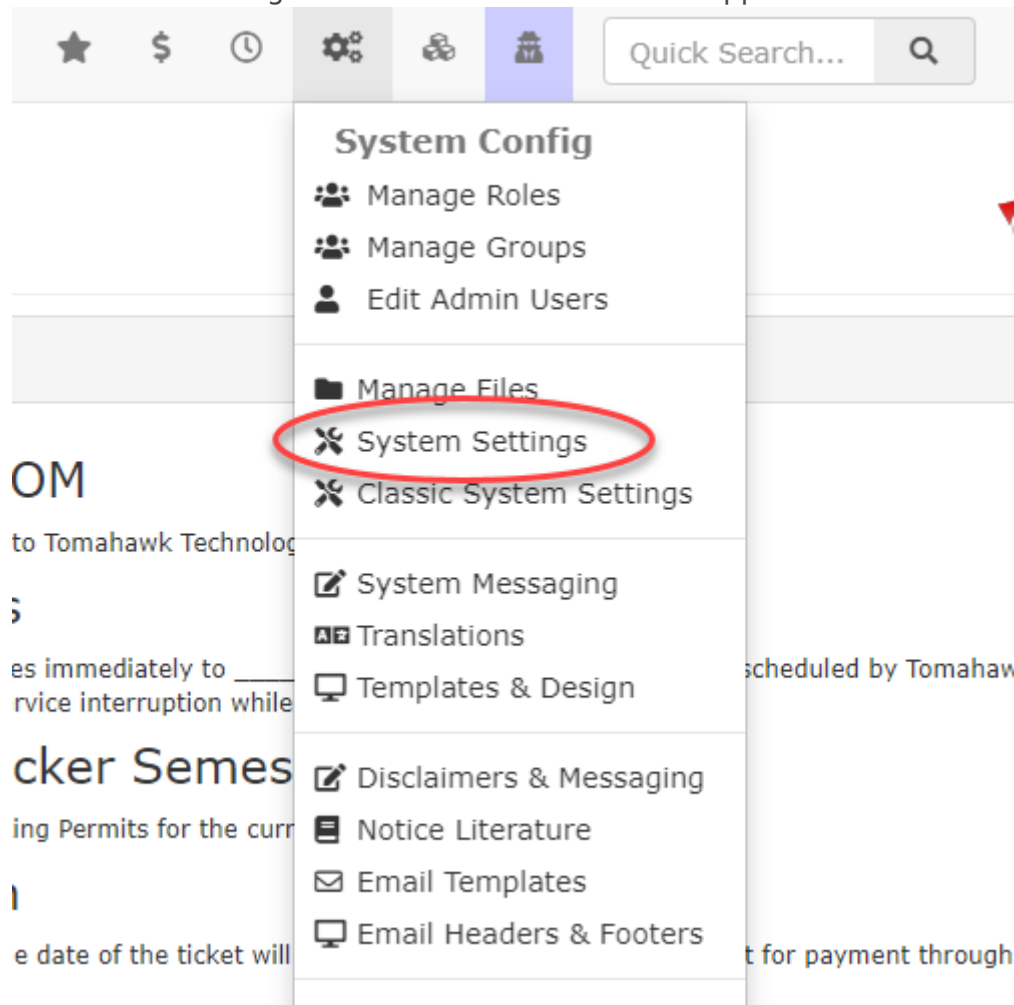 Quick Search...
System Config
Manage Roles
Manage Groups
Edit Admin Users
Manage Files
System Settings
OM
Classic System Settings
to Tomahawk Technolog
System Messaging
s
Translations
es immediately to ____ scheduled by Tomahaw
Templates & Design
rvice interruption while
cker Semes
Disclaimers & Messaging
ing Permits for the curr
Notice Literature
Email Templates
Email Headers & Footers
e date of the ticket will t for payment through